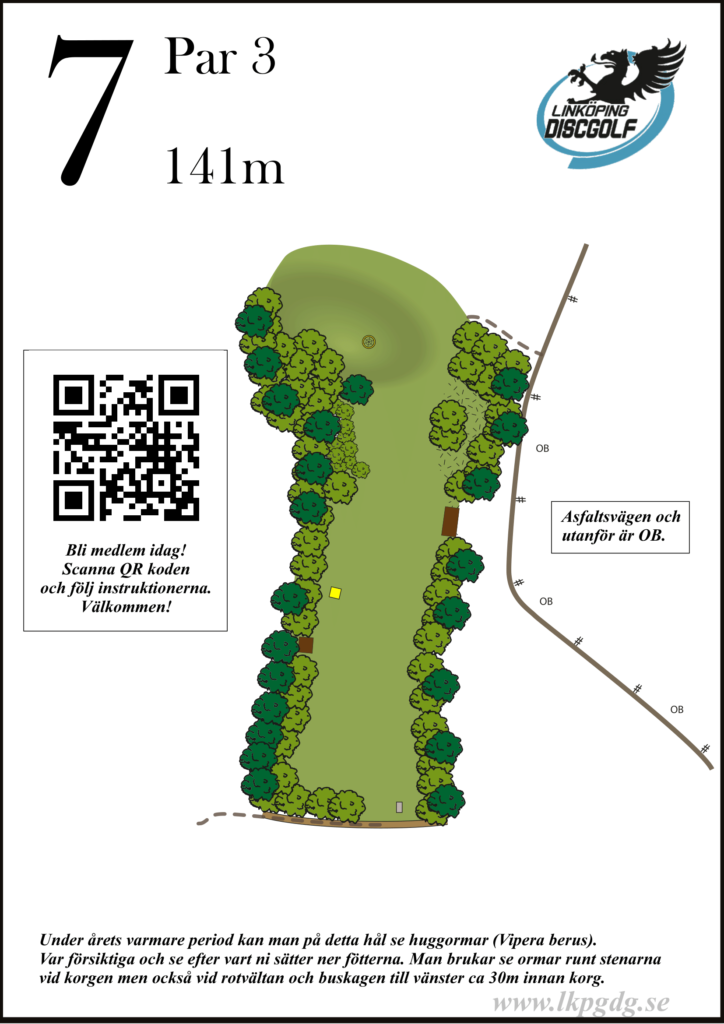 7
Par 3
141m
LINKÖPING
DISCGOLF
Bli medlem idag!
Scanna QR koden
och följ instruktionerna.
Välkommen!
OB
Asfaltsvägen och
utanför är OB.
OB
OB
Under årets varmare period kan man på detta hål se huggormar (Vipera berus).
Var försiktiga och se efter vart ni sätter ner fötterna. Man brukar se ormar runt stenarna
vid korgen men också vid rotvältan och buskagen till vänster ca 30m innan korg.
www.lkpgdg.se